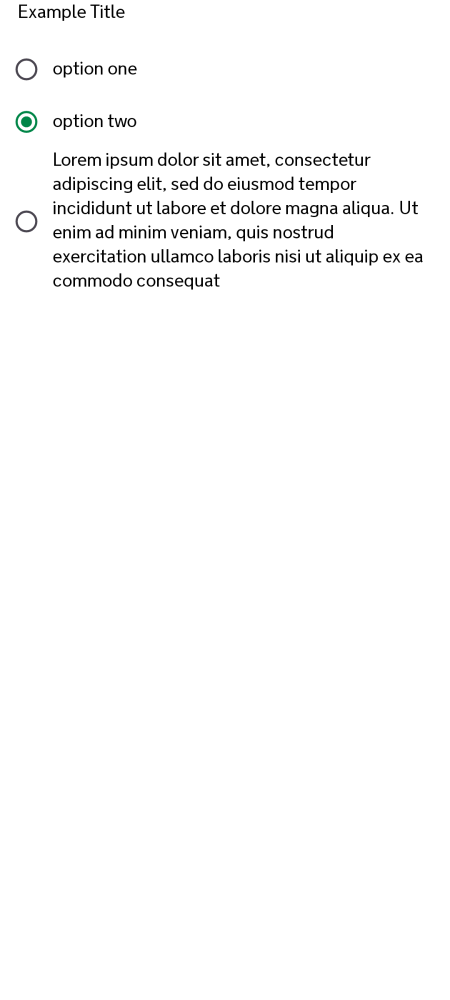 Example Title
option one
option two
Lorem ipsum dolor sit amet, consectetur
adipiscing elit, sed do eiusmod tempor
incididunt ut labore et dolore magna aliqua. Ut
enim ad minim veniam, quis nostrud
exercitation ullamco laboris nisi ut aliquip ex ea
commodo consequat